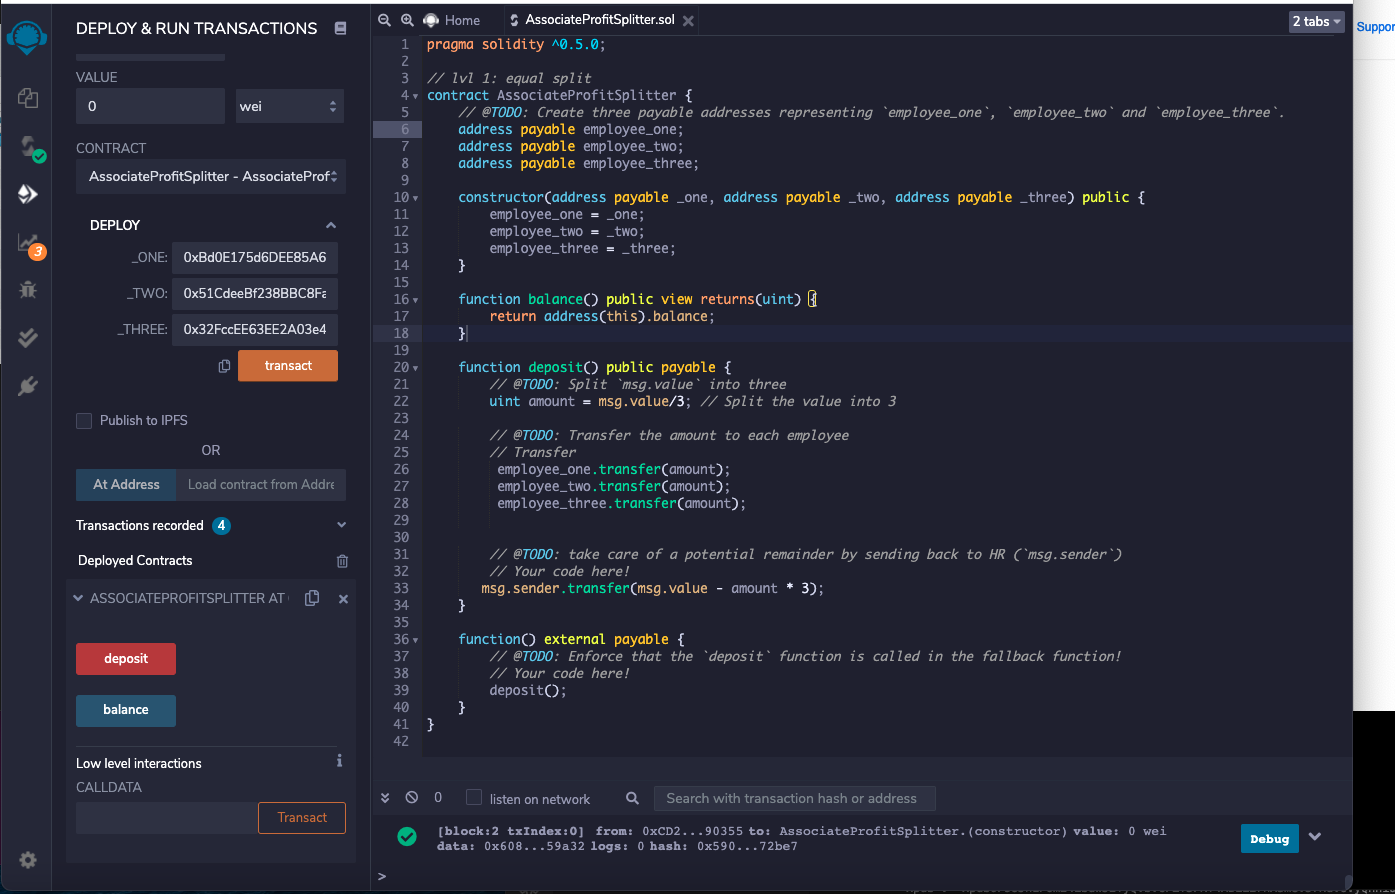 DEPLOY & RUN TRANSACTIONS
VALUE
0
wei
CONTRACT
AssociateProfitSplitter - AssociateProf
DEPLOY
_ONE: 0xBd0E175d6DEE85A6
_TWO: 0x51CdeeBf238BBC8Fa
_THREE: 0x32FccEE63EE2A03e4
transact
Publish to IPFS
OR
At Address
Load contract from Addre
Transactions recorded 4
Deployed Contracts
ASSOCIATEPROFITSPLITTER AT
deposit
balance
Low level interactions
i
CALLDATA
Transact
3
Home
AssociateProfitSplitter.sol
2 tabs
Suppor
1 pragma solidity ^0.5.0;
2
3 // lvl 1: equal split
4 contract AssociateProfitSplitter {
5 // @TODO: Create three payable addresses representing `employee_one`, `employee_two` and `employee_three`.
6 address payable employee_one;
7 address payable employee_two;
8 address payable employee_three;
9
10 constructor(address payable _one, address payable _two, address payable _three) public {
11 employee_one = _one;
12 employee_two = _two;
13 employee_three = _three;
14 }
15
16 function balance() public view returns(uint) {
17 return address(this).balance;
18 }
19
20 function deposit() public payable {
21 // @TODO: Split `msg.value` into three
22 uint amount = msg.value/3; // Split the value into 3
23
24 // @TODO: Transfer the amount to each employee
25 // Transfer
26 employee_one.transfer(amount);
27 employee_two.transfer(amount);
28 employee_three.transfer(amount);
29
30
31 // @TODO: take care of a potential remainder by sending back to HR (`msg.sender`)
32 // Your code here!
33 msg.sender.transfer(msg.value - amount * 3);
34 }
35
36 function() external payable {
37 // @TODO: Enforce that the `deposit` function is called in the fallback function!
38 // Your code here!
39 deposit();
40 }
41 }
42
0
listen on network
Search with transaction hash or address
[block:2 txIndex:0] from: 0xCD2...90355 to: AssociateProfitSplitter.(constructor) value: 0 wei
data: 0x608...59a32 logs: 0 hash: 0x590...72be7
Debug
>